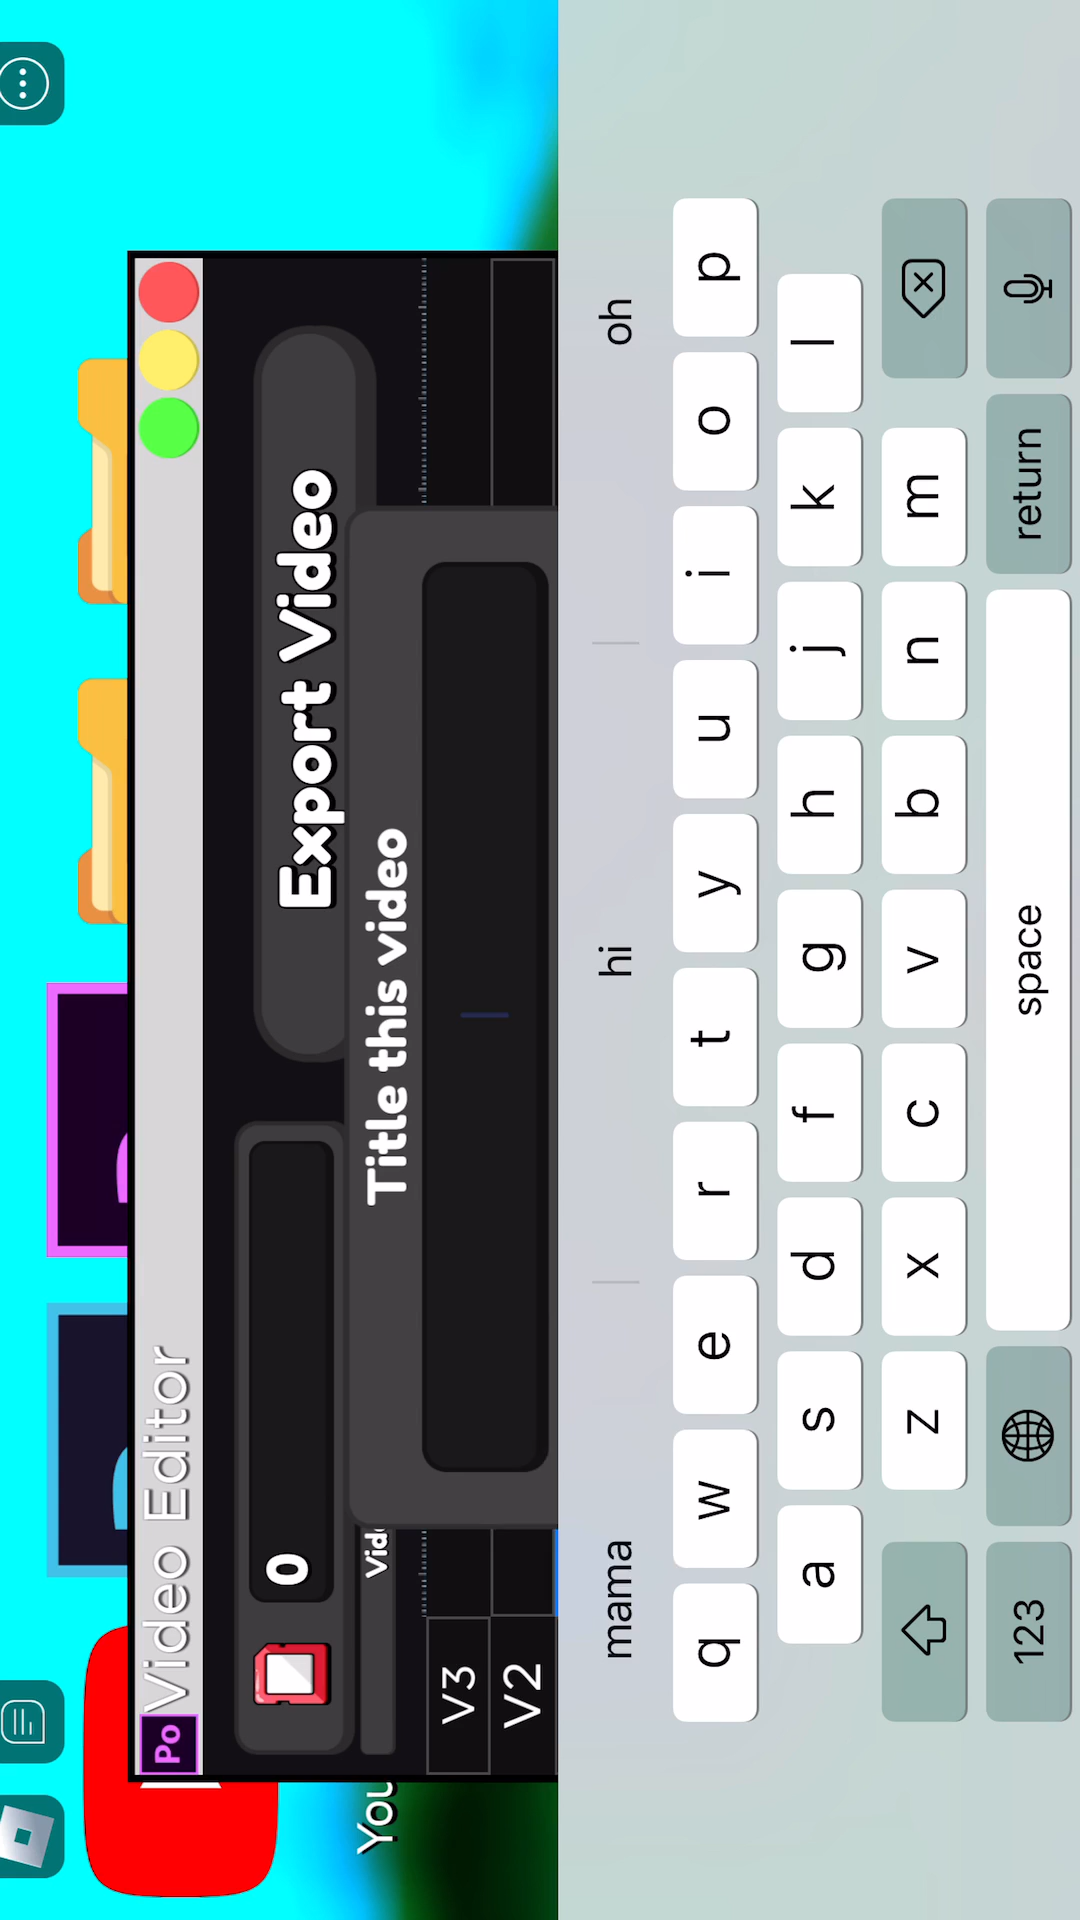 Video Editor
Po
Export Video
0
Title this video
Vid
V3
V2
You
mama
hi
oh
q w e r t y u i o p
a s d f g h j k l
z x c v b n m
123
space
return